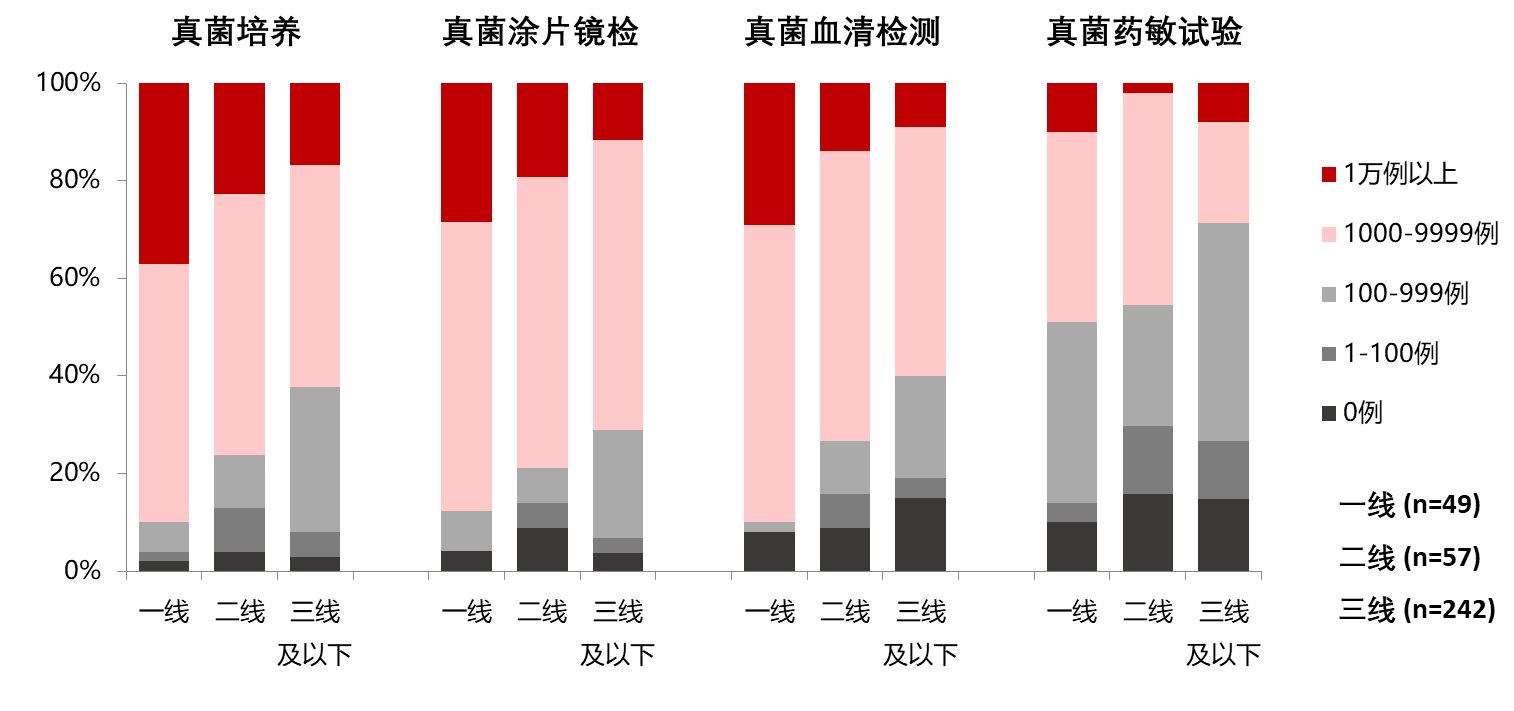 真菌培养
真菌涂片镜检
真菌血清检测
真菌药敏试验
100%
80%
60%
40%
20%
0%
一线
二线
三线
及以下
一线
二线
三线
及以下
一线
二线
三线
及以下
一线
二线
三线
及以下
1万例以上
1000-9999例
100-999例
1-100例
0例
一线 (n=49)
二线 (n=57)
三线 (n=242)